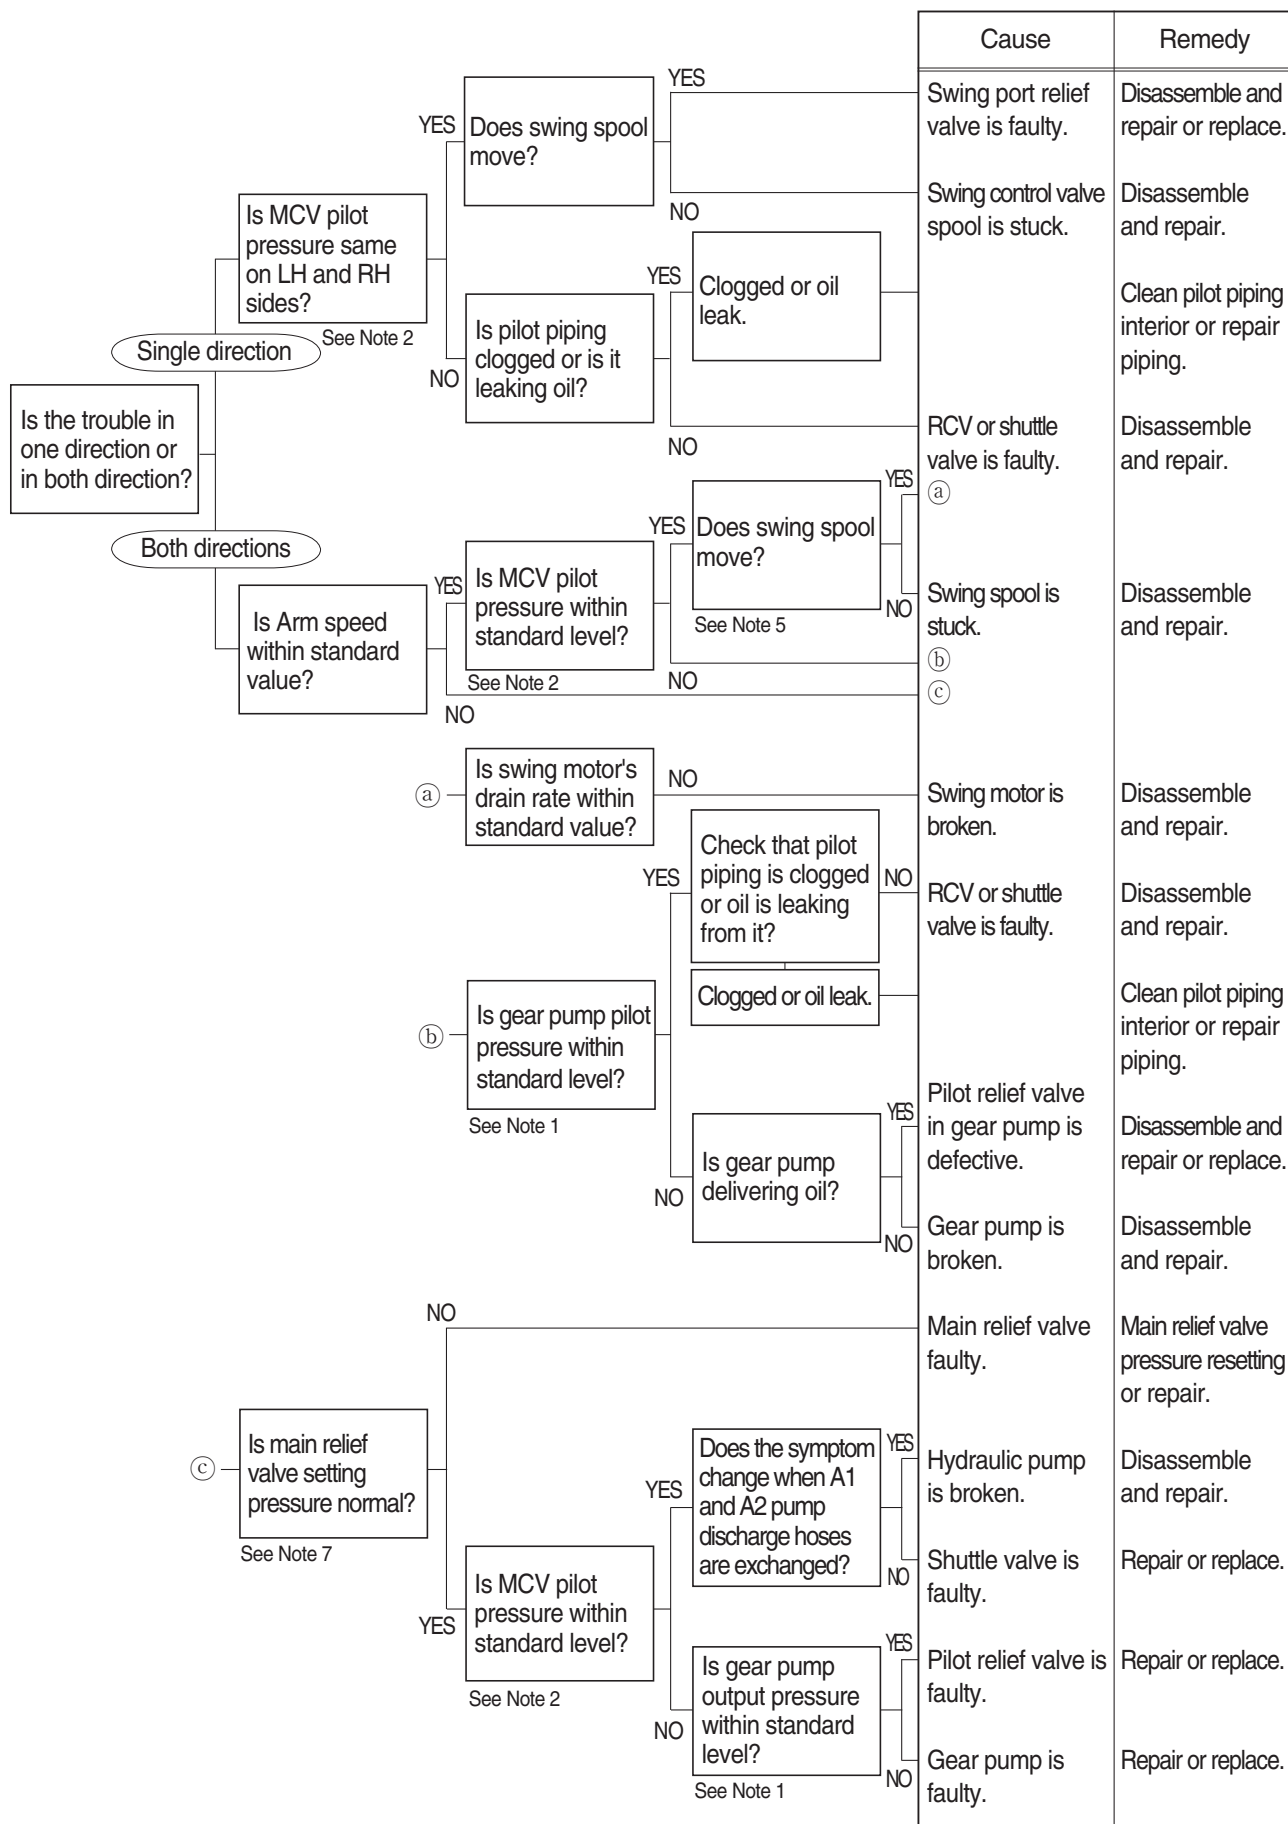 Cause
Remedy
YES
Swing port relief
valve is faulty.
Disassemble and
repair or replace.
YES
Does swing spool
move?
NO
Swing control valve
spool is stuck.
Disassemble
and repair.
Is MCV pilot
pressure same
on LH and RH
sides?
See Note 2
YES
Clogged or oil
leak.
Clean pilot piping
interior or repair
piping.
Is pilot piping
clogged or is it
leaking oil?
NO
Single direction
NO
RCV or shuttle
valve is faulty.
Disassemble
and repair.
Is the trouble in
one direction or
in both direction?
Both directions
YES
ⓐ
YES
Does swing spool
move?
See Note 5
NO
Swing spool is
stuck.
Disassemble
and repair.
YES
Is MCV pilot
pressure within
standard level?
See Note 2
NO
ⓑ
Is Arm speed
within standard
value?
NO
ⓒ
ⓐ
Is swing motor's
drain rate within
standard value?
NO
Swing motor is
broken.
Disassemble
and repair.
YES
Check that pilot
piping is clogged
or oil is leaking
from it?
NO
RCV or shuttle
valve is faulty.
Disassemble
and repair.
Clogged or oil leak.
Clean pilot piping
interior or repair
piping.
ⓑ
Is gear pump pilot
pressure within
standard level?
See Note 1
YES
Pilot relief valve
in gear pump is
defective.
Disassemble and
repair or replace.
NO
Is gear pump
delivering oil?
NO
Gear pump is
broken.
Disassemble
and repair.
NO
Main relief valve
faulty.
Main relief valve
pressure resetting
or repair.
ⓒ
Is main relief
valve setting
pressure normal?
See Note 7
YES
Does the symptom
change when A1
and A2 pump
discharge hoses
are exchanged?
YES
Hydraulic pump
is broken.
Disassemble
and repair.
NO
Shuttle valve is
faulty.
Repair or replace.
YES
Is MCV pilot
pressure within
standard level?
See Note 2
NO
Is gear pump
output pressure
within standard
level?
See Note 1
YES
Pilot relief valve is
faulty.
Repair or replace.
NO
Gear pump is
faulty.
Repair or replace.